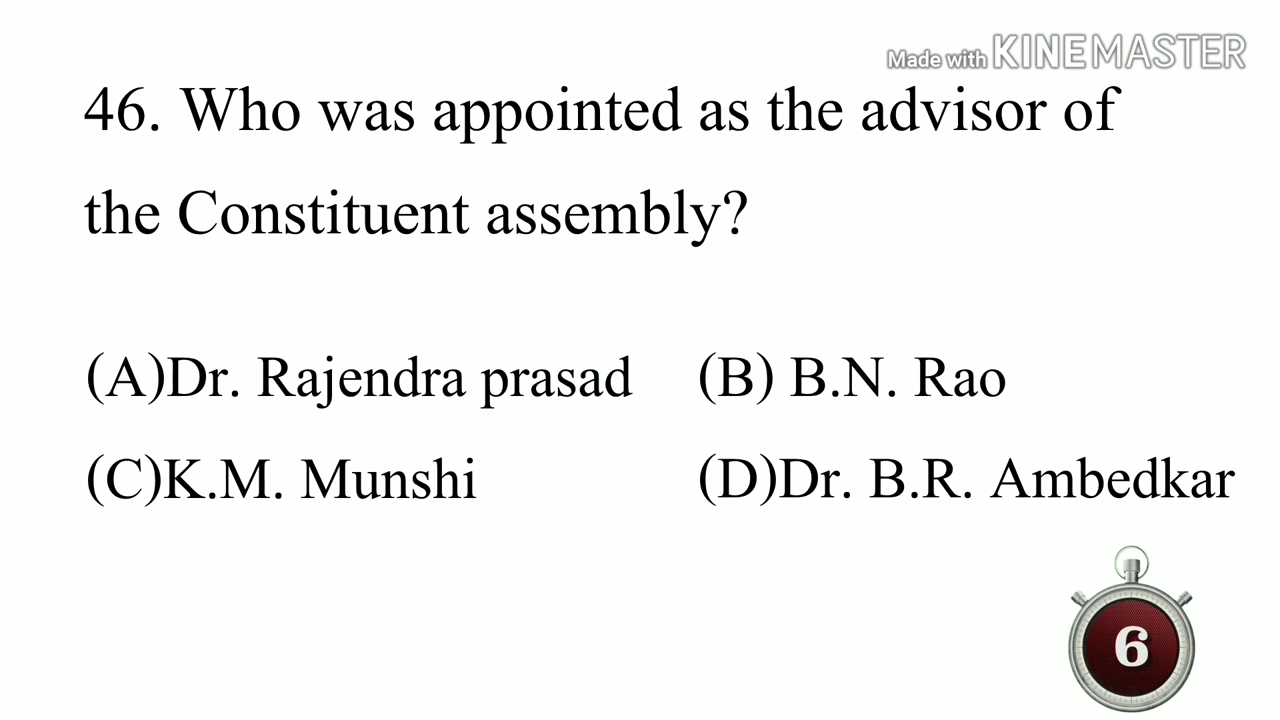 Made with KINEMASTER
46. Who was appointed as the advisor of
the Constituent assembly?
(A)Dr. Rajendra prasad (B) B.N. Rao
(C)K.M. Munshi (D)Dr. B.R. Ambedkar
6